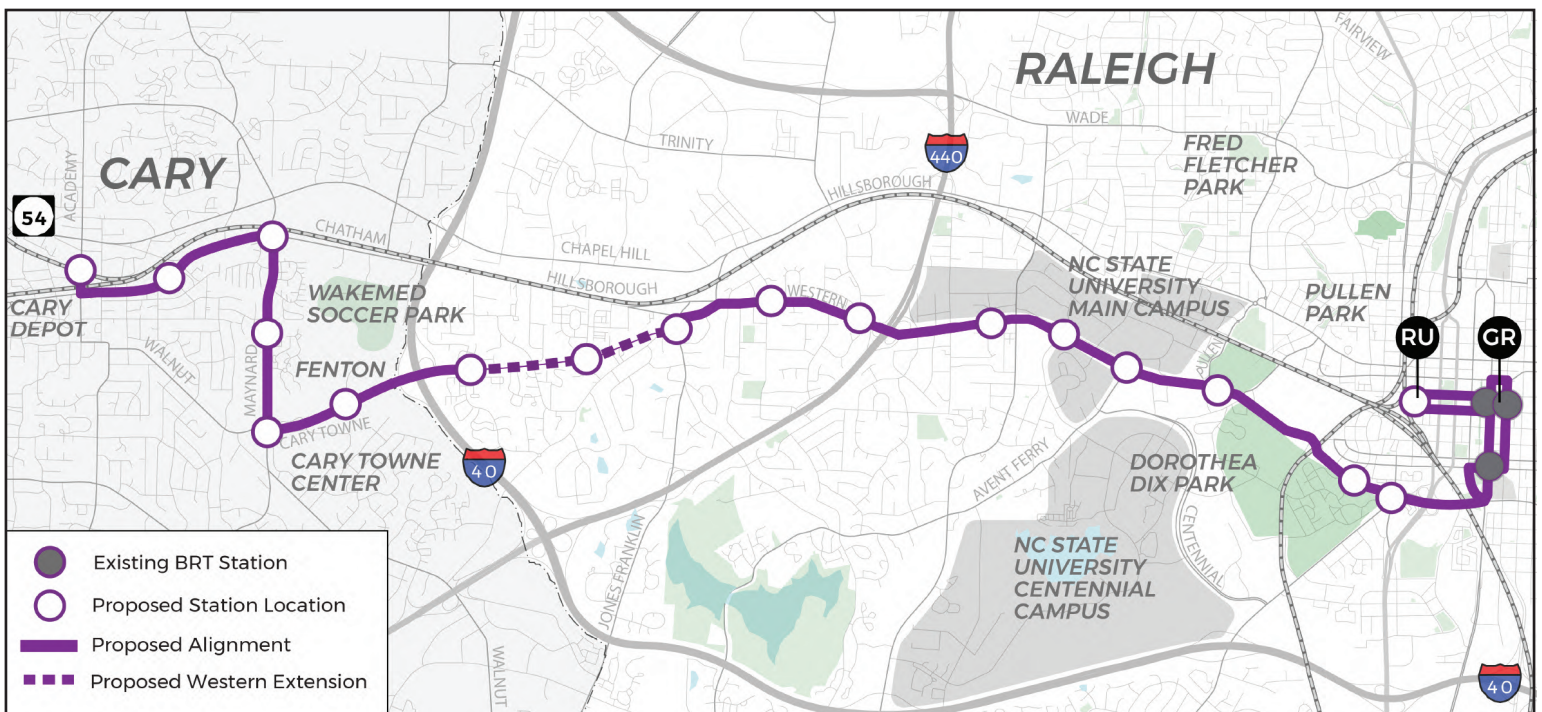 FAIRVIEW
RALEIGH
WADE
TRINITY
440
FRED
FLETCHER
PARK
ACADEMY
CARY
54
HILLSBOROUGH
CHATHAM
CHAPEL HILL
HILLSBOROUGH
NC STATE
UNIVERSITY
MAIN CAMPUS
PULLEN
PARK
WAKEMED
SOCCER PARK
WESTERN
CARY
DEPOT
WALNUT
MAYNARD
FENTON
PULLEN
RU
GR
CARY TOWNE
CARY TOWNE
CENTER
40
AVENT FERRY
DOROTHEA
DIX PARK
CENTENNIAL
JONES FRANKLIN
NC STATE
UNIVERSITY
CENTENNIAL
CAMPUS
WALNUT
40
Existing BRT Station
Proposed Station Location
Proposed Alignment
Proposed Western Extension